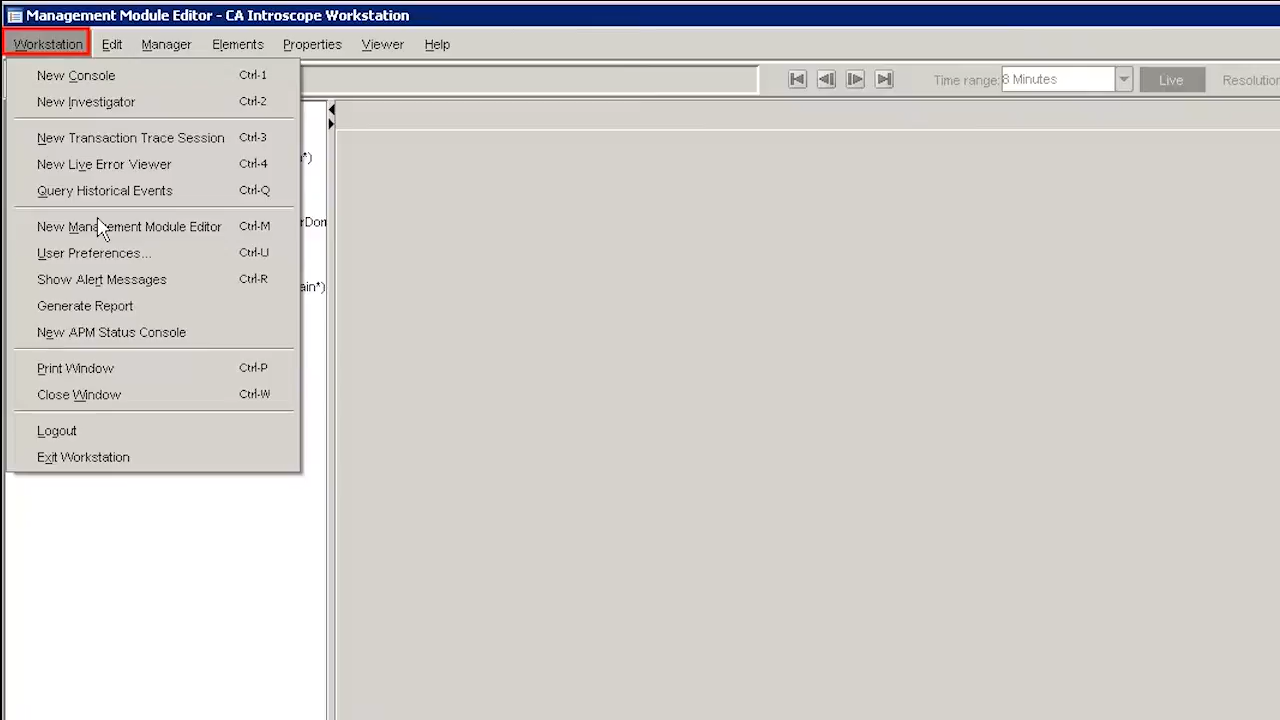 Management Module Editor - CA Introscope Workstation
Workstation Edit Manager Elements Properties Viewer Help
Time range: 8 Minutes Live
New Console Ctrl-1
New Investigator Ctrl-2
New Transaction Trace Session Ctrl-3
New Live Error Viewer Ctrl-4
Query Historical Events Ctrl-Q
New Management Module Editor Ctrl-M
User Preferences... Ctrl-U
Show Alert Messages Ctrl-R
Generate Report
New APM Status Console
Print Window Ctrl-P
Close Window Ctrl-W
Logout
Exit Workstation